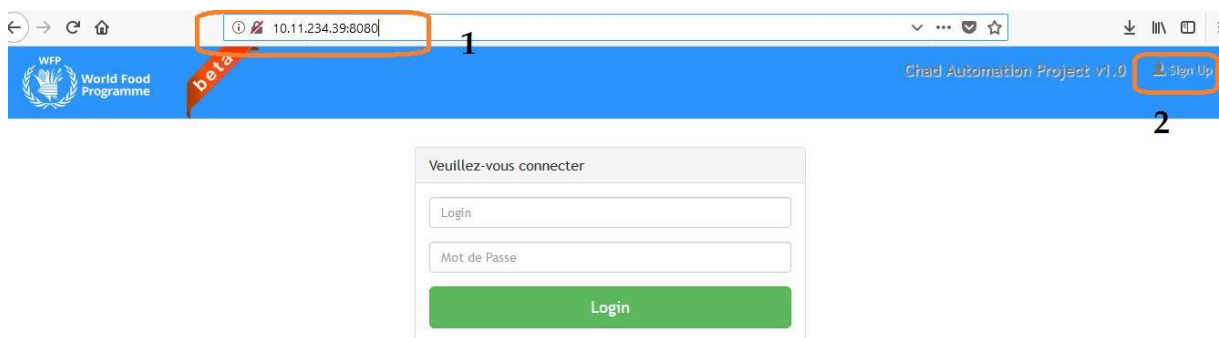 10.11.234.39:8080
1
WFP
World Food
Programme
beta
Chad Automation Project v1.0
Sign Up
2
Veuillez-vous connecter
Login
Mot de Passe
Login